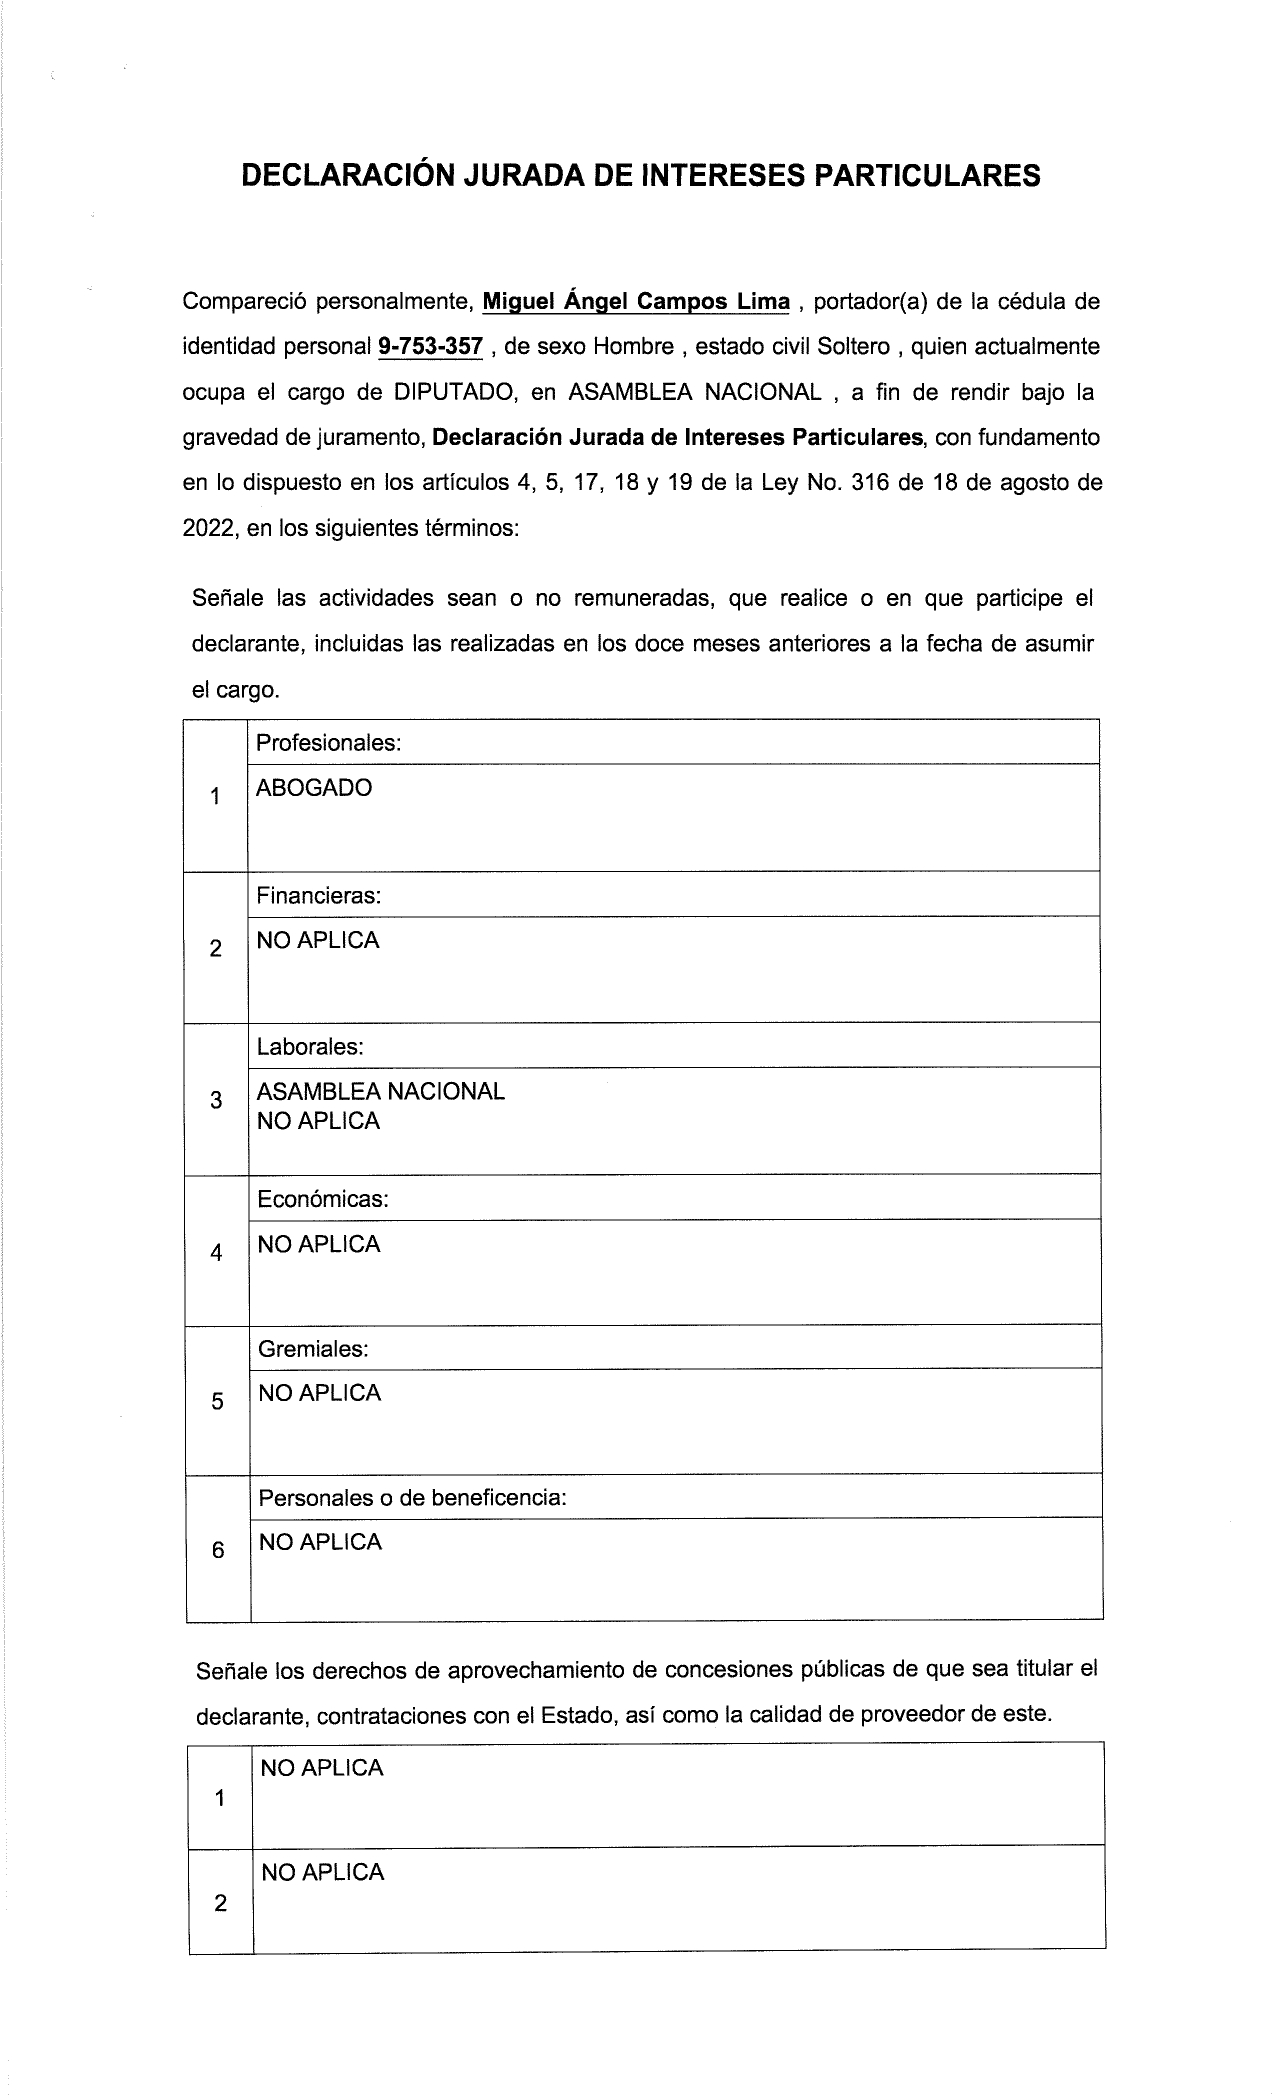 DECLARACIÓN JURADA DE INTERESES PARTICULARES
Compareció personalmente, Miguel Ángel Campos Lima , portador(a) de la cédula de
identidad personal 9-753-357 , de sexo Hombre , estado civil Soltero , quien actualmente
ocupa el cargo de DIPUTADO, en ASAMBLEA NACIONAL , a fin de rendir bajo la
gravedad de juramento, Declaración Jurada de Intereses Particulares, con fundamento
en lo dispuesto en los artículos 4, 5, 17, 18 y 19 de la Ley No. 316 de 18 de agosto de
2022, en los siguientes términos:
Señale las actividades sean o no remuneradas, que realice o en que participe el
declarante, incluidas las realizadas en los doce meses anteriores a la fecha de asumir
el cargo.
Profesionales:
1
ABOGADO
Financieras:
2
NO APLICA
Laborales:
3
ASAMBLEA NACIONAL
NO APLICA
Económicas:
4
NO APLICA
Gremiales:
5
NO APLICA
Personales o de beneficencia:
6
NO APLICA
Señale los derechos de aprovechamiento de concesiones públicas de que sea titular el
declarante, contrataciones con el Estado, así como la calidad de proveedor de este.
1
NO APLICA
2
NO APLICA